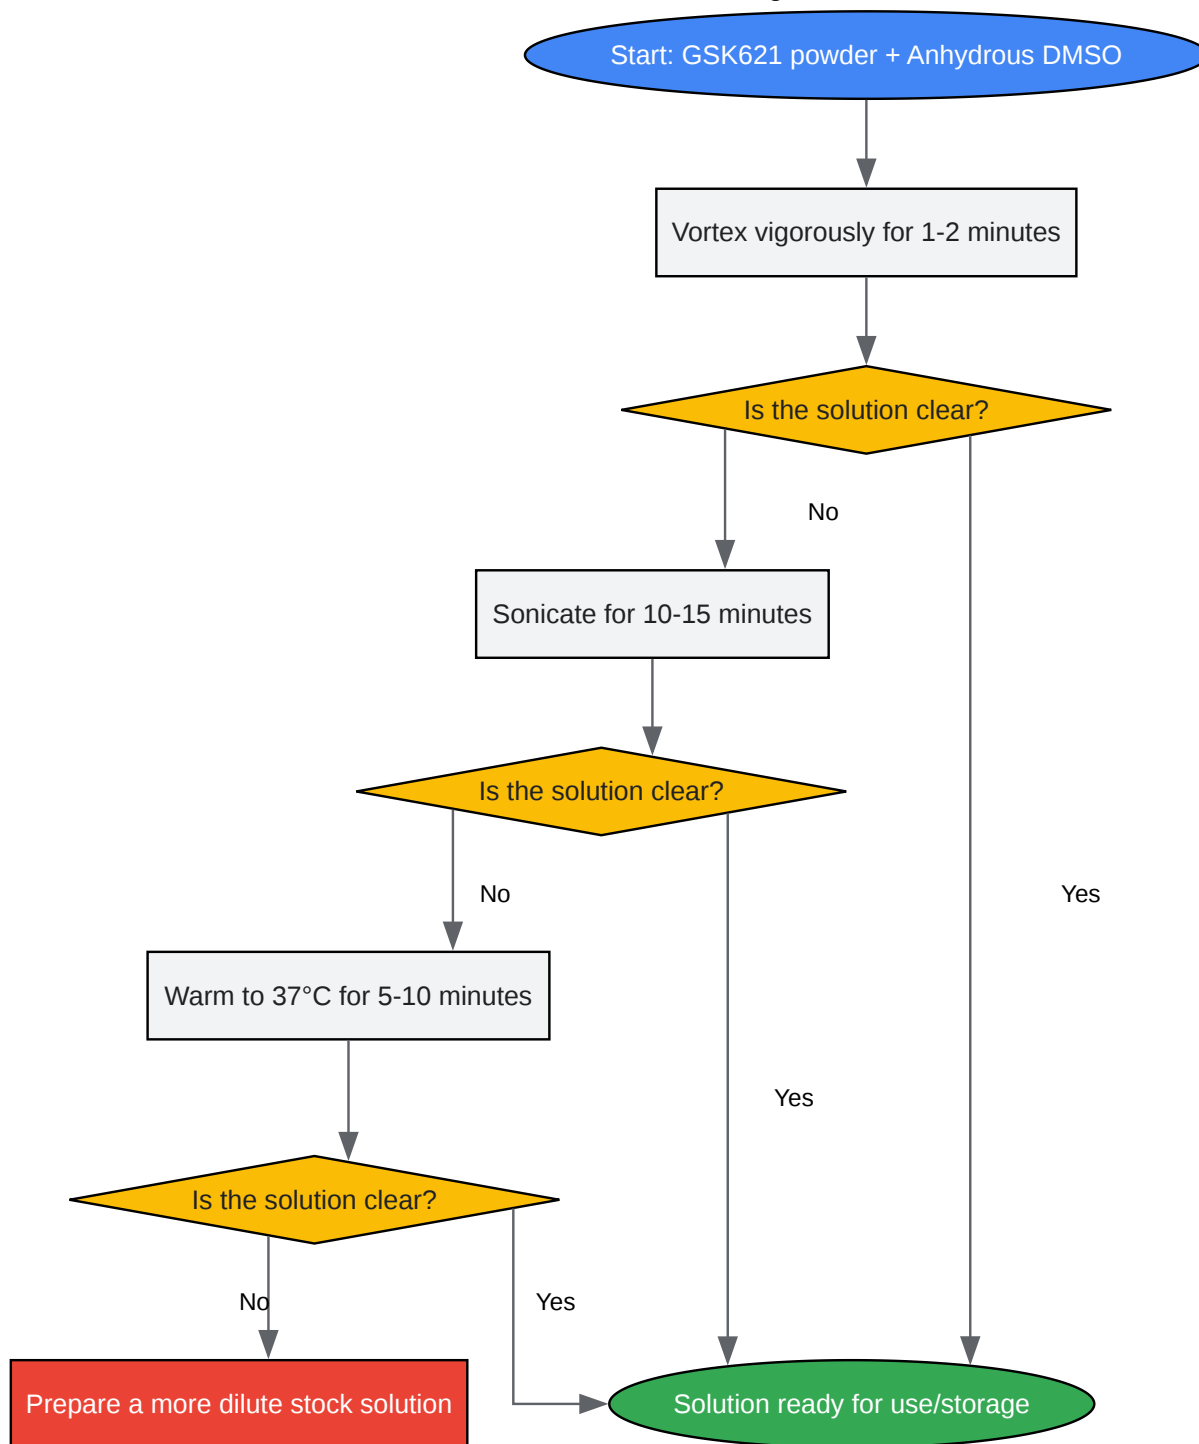 Start: GSK621 powder + Anhydrous DMSO
Vortex vigorously for 1-2 minutes
Is the solution clear?
No
Sonicate for 10-15 minutes
Is the solution clear?
No
Yes
Warm to 37°C for 5-10 minutes
Yes
Is the solution clear?
No
Yes
Prepare a more dilute stock solution
Solution ready for use/storage